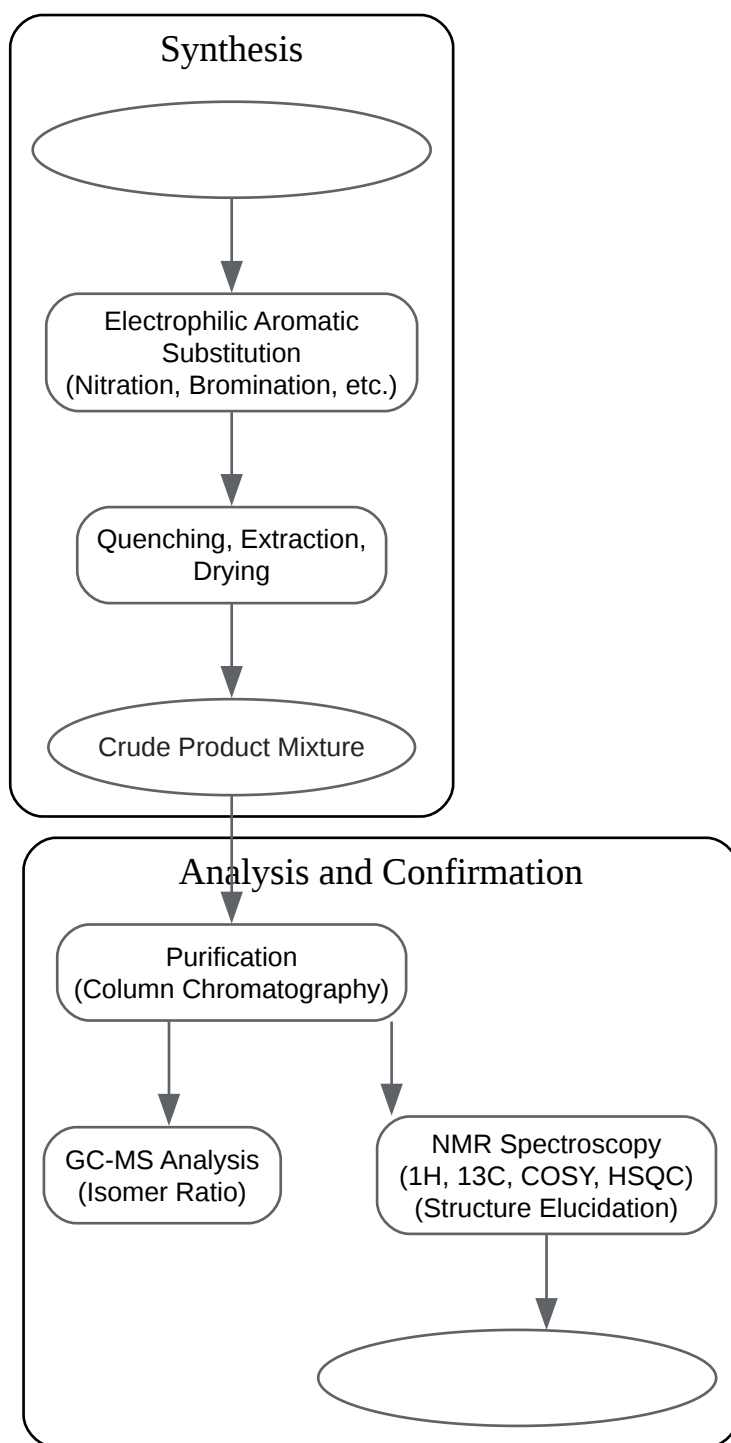 Synthesis
Electrophilic Aromatic
Substitution
(Nitration, Bromination, etc.)
Quenching, Extraction,
Drying
Crude Product Mixture
Analysis and Confirmation
Purification
(Column Chromatography)
GC-MS Analysis
(Isomer Ratio)
NMR Spectroscopy
(1H, 13C, COSY, HSQC)
(Structure Elucidation)